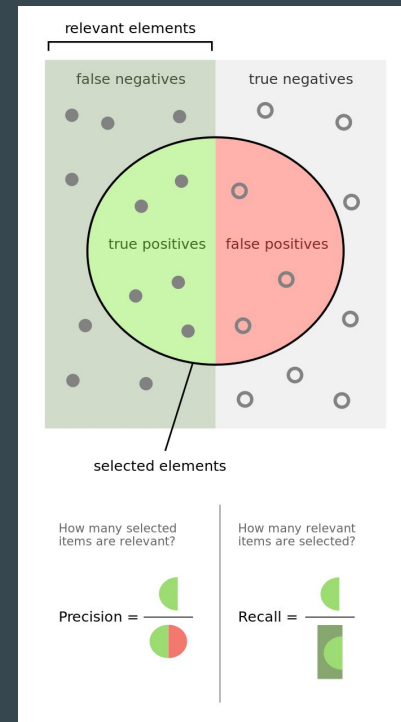 relevant elements
false negatives
true negatives
true positives
false positives
selected elements
How many selected
items are relevant?
How many relevant
items are selected?
Precision =
Recall =